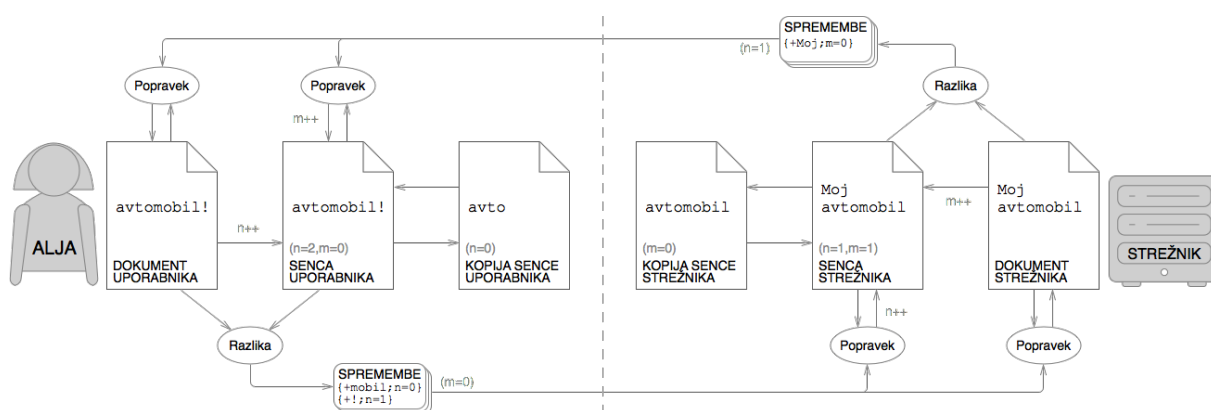 SPREMEMBE
{+Moj;m=0}
(n=1)
Popravek
Popravek
Razlika
m++
avtomobil!
avtomobil!
avto
avtomobil
Moj
avtomobil
Moj
avtomobil
n++
m++
ALJA
(n=2,m=0)
(n=0)
(m=0)
(n=1,m=1)
STREŽNIK
DOKUMENT
UPORABNIKA
SENCA
UPORABNIKA
KOPIJA SENCE
UPORABNIKA
KOPIJA SENCE
STREŽNIKA
SENCA
STREŽNIKA
DOKUMENT
STREŽNIKA
n++
Razlika
Popravek
Popravek
SPREMEMBE
{+mobil;n=0}
{+!;n=1}
(m=0)